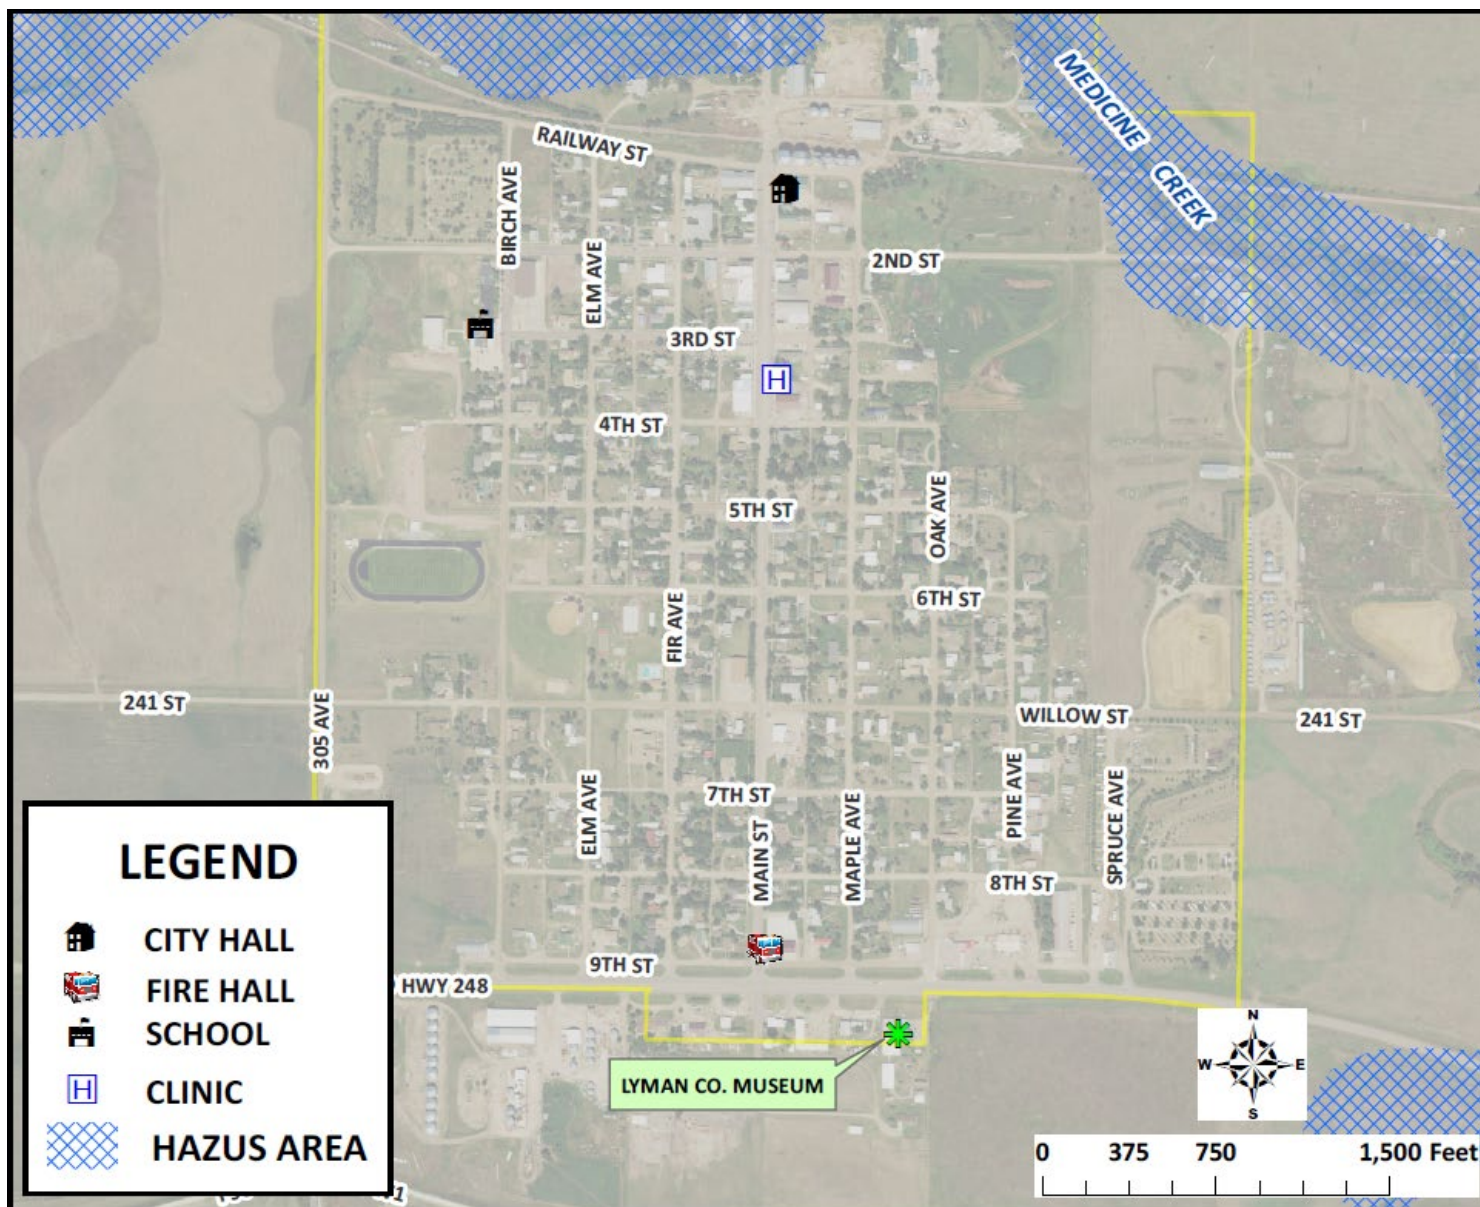 MEDICINE CREEK
RAILWAY ST
BIRCH AVE
ELM AVE
2ND ST
3RD ST
H
4TH ST
5TH ST
OAK AVE
6TH ST
FIR AVE
241 ST
305 AVE
WILLOW ST
241 ST
ELM AVE
7TH ST
MAIN ST
MAPLE AVE
PINE AVE
SPRUCE AVE
8TH ST
9TH ST
HWY 248
LYMAN CO. MUSEUM
LEGEND
CITY HALL
FIRE HALL
SCHOOL
H CLINIC
HAZUS AREA
N
W E
S
0 375 750 1,500 Feet